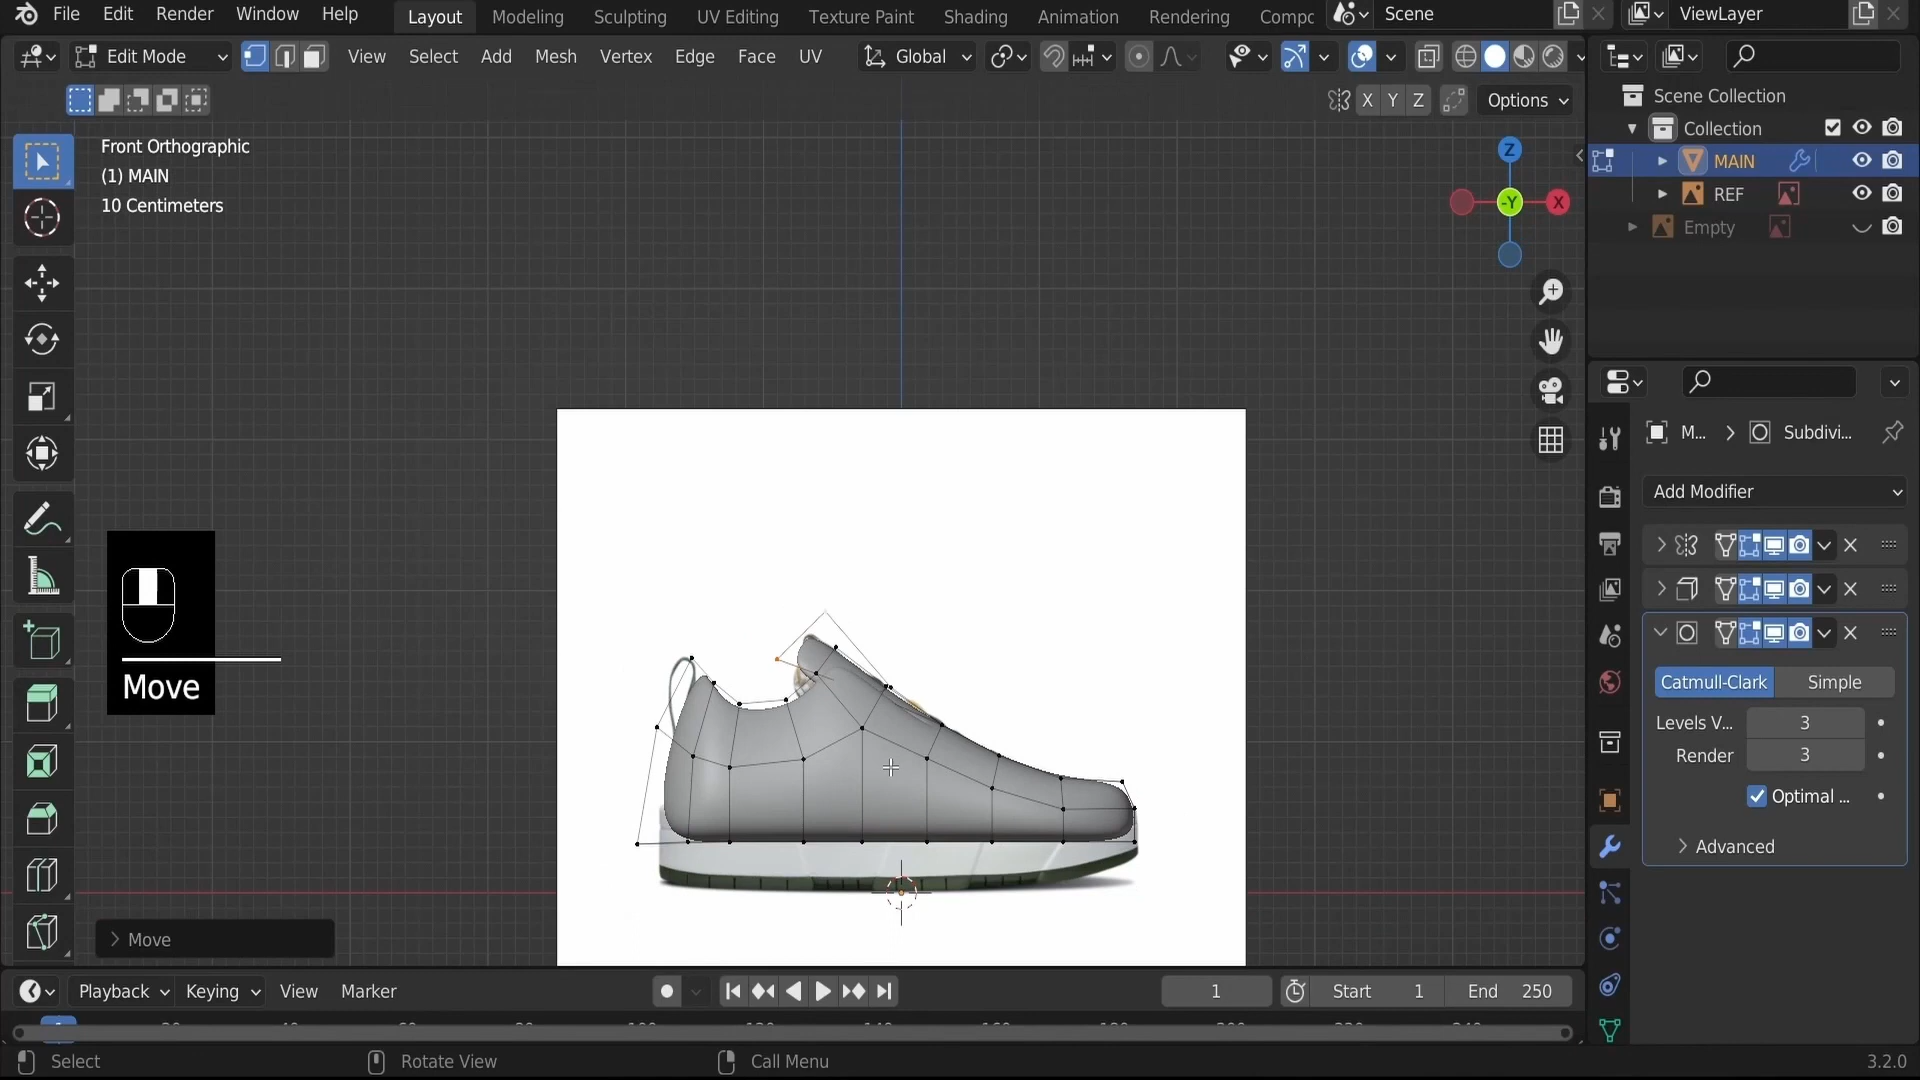 File Edit Render Window Help Layout Modeling Sculpting UV Editing Texture Paint Shading Animation Rendering Compc Scene ViewLayer
Edit Mode View Select Add Mesh Vertex Edge Face UV Global
X Y Z Options
Front Orthographic
(1) MAIN
10 Centimeters
Z
-Y X
Move
Move
Scene Collection
Collection
MAIN
REF
Empty
M... Subdivi...
Add Modifier
Catmull-Clark Simple
Levels V... 3
Render 3
Optimal ...
Advanced
Playback Keying View Marker 1 Start 1 End 250
Select Rotate View Call Menu 3.2.0